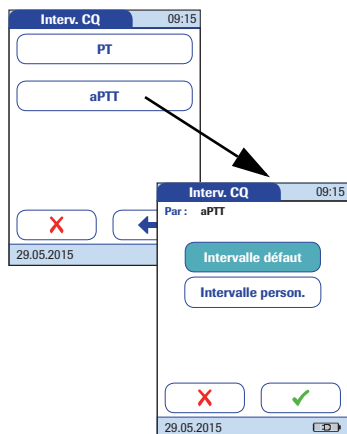 Interv. CQ 09:15
PT
aPTT
29.05.2015
Interv. CQ 09:15
Par : aPTT
Intervalle défaut
Intervalle person.
29.05.2015